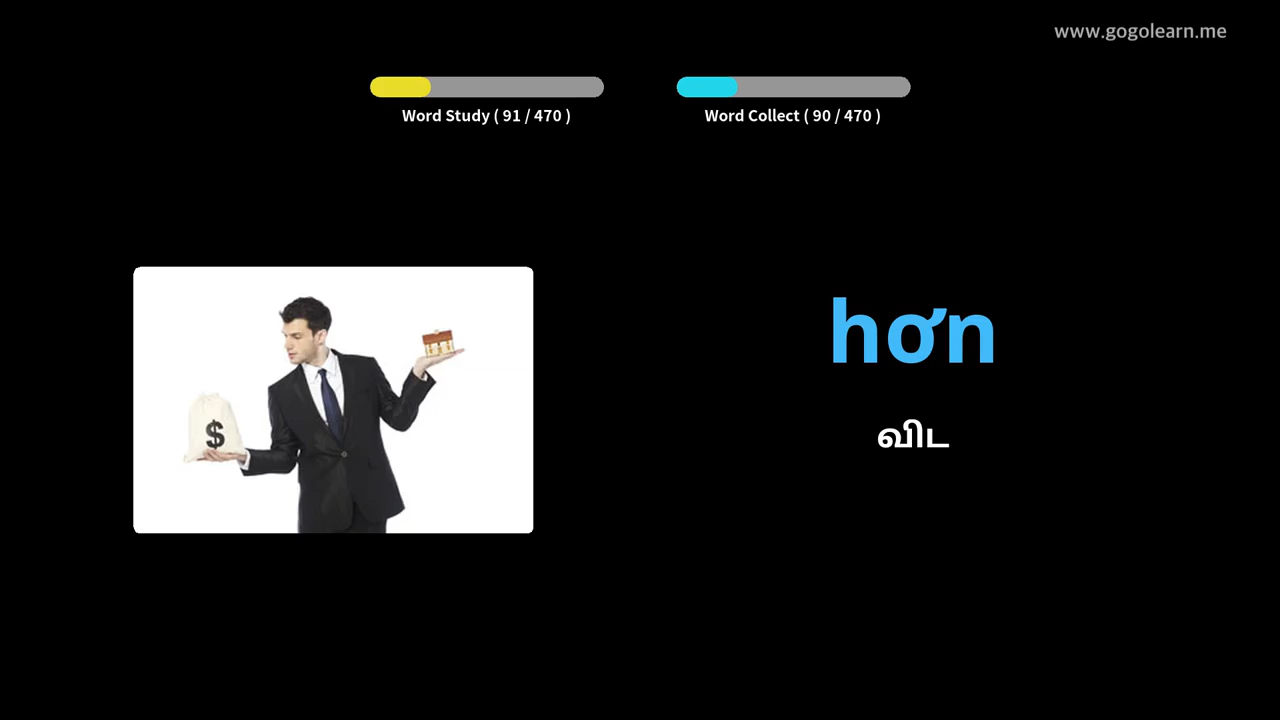 www.gogolearn.me
Word Study ( 91 / 470 )
Word Collect ( 90 / 470 )
$
hơn
விட